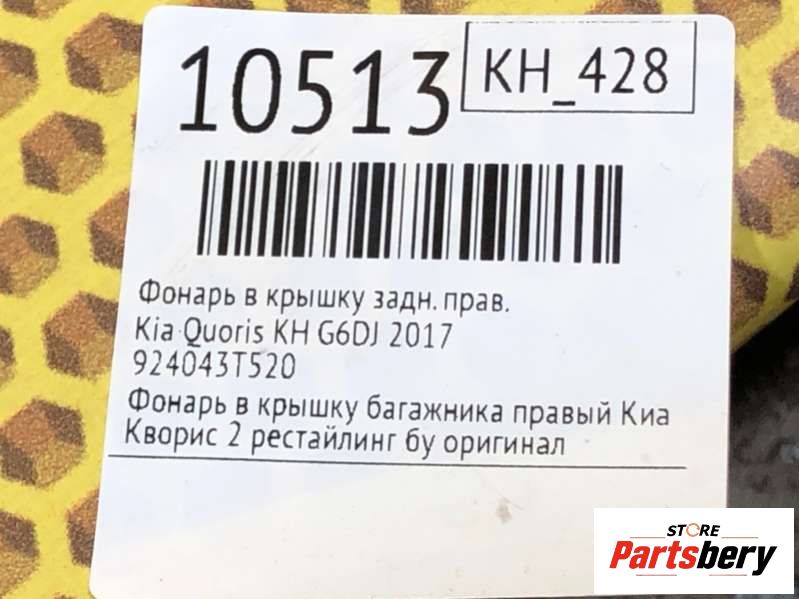 10513
KH_428
Фонарь в крышку задн. прав.
Kia Quoris KH G6DJ 2017
924043T520
Фонарь в крышку багажника правый Киа
Кворис 2 рестайлинг бу оригинал
STORE
Partsbery